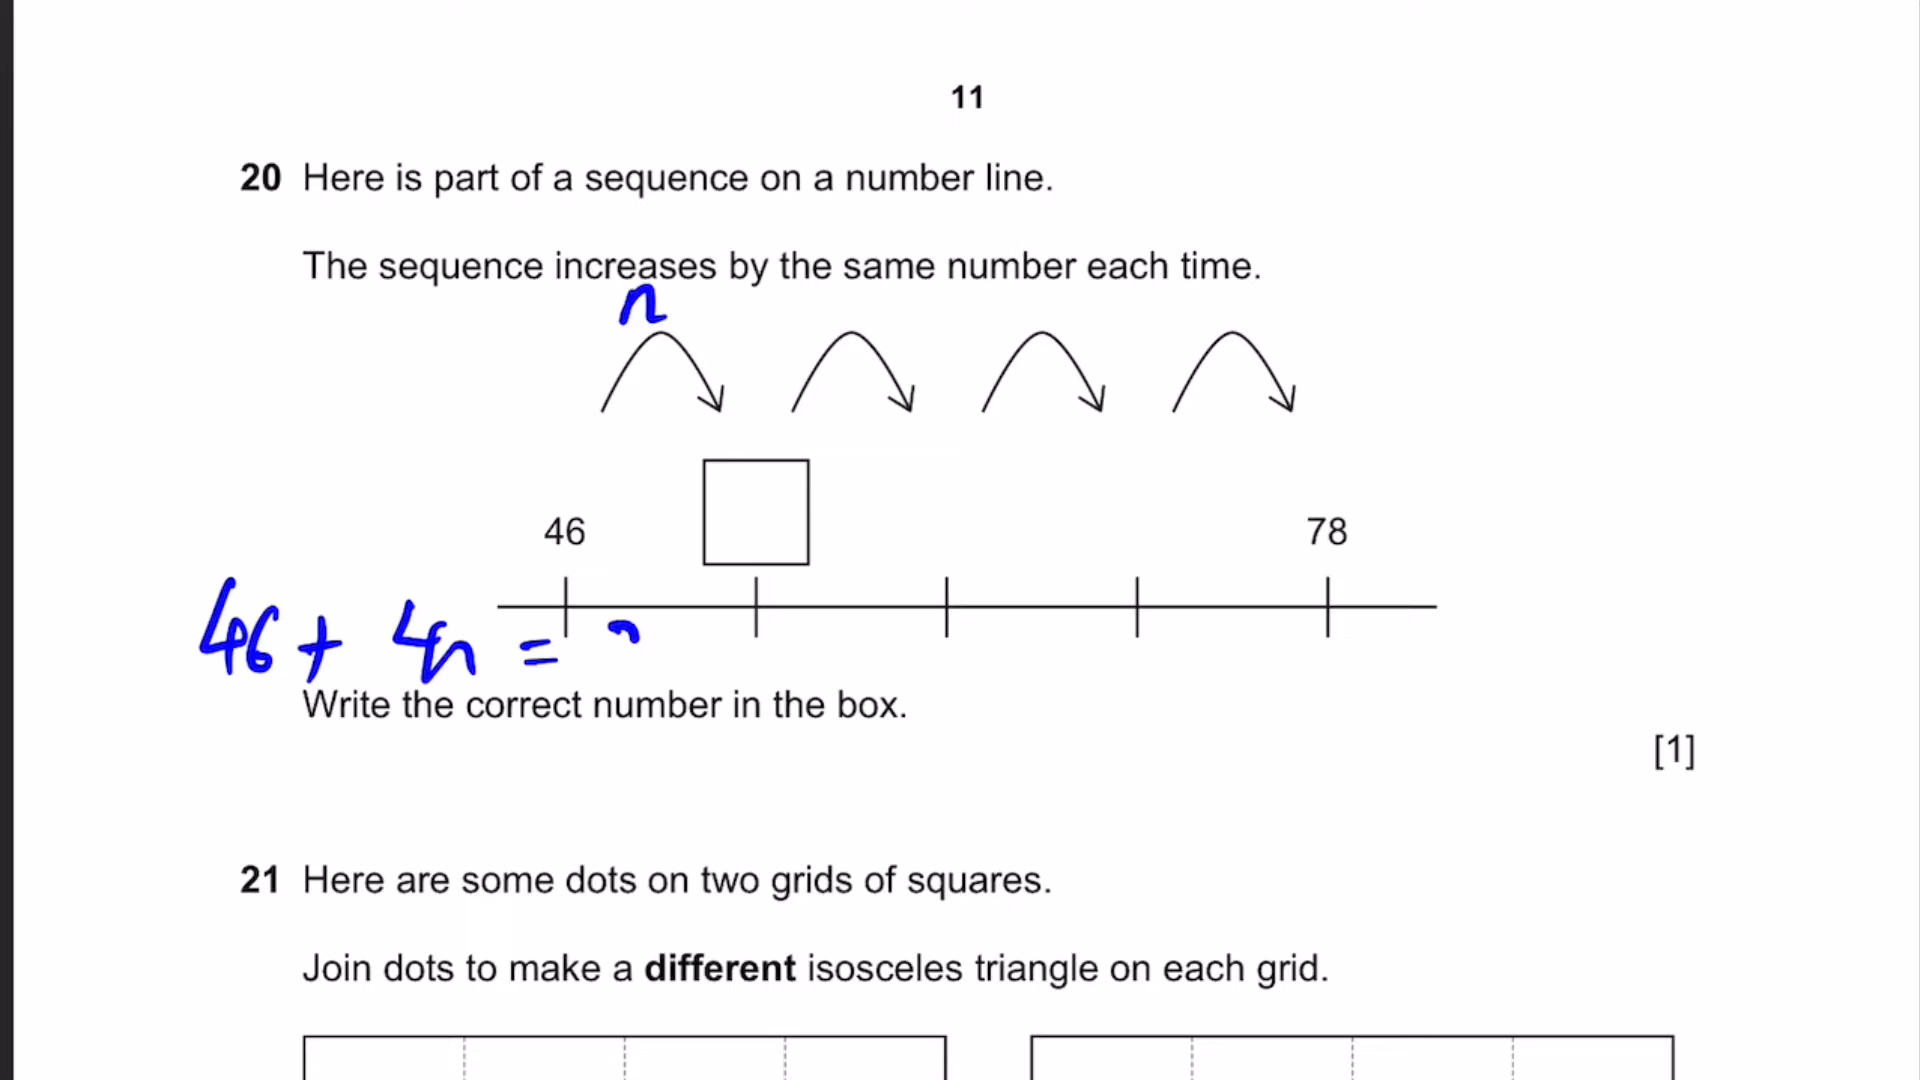 11
20 Here is part of a sequence on a number line.
The sequence increases by the same number each time.
n
46
78
46 + 4n =
Write the correct number in the box.
[1]
21 Here are some dots on two grids of squares.
Join dots to make a different isosceles triangle on each grid.